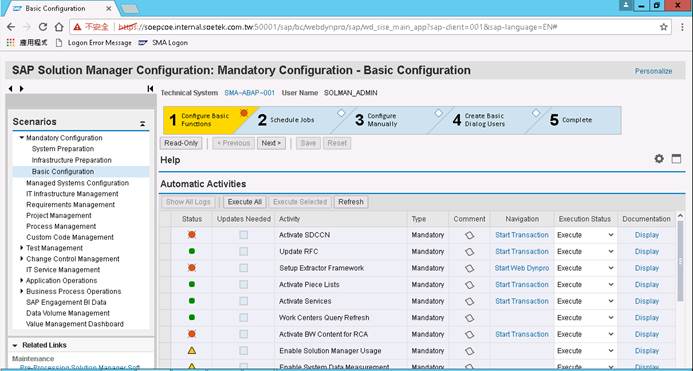 Basic Configuration
不安全 https://soepcoe.internal.soetek.com.tw:50001/sap/bc/webdynpro/sap/wd_sise_main_app?sap-client=001&sap-language=EN#
應用程式 Logon Error Message SMA Logon
SAP Solution Manager Configuration: Mandatory Configuration - Basic Configuration
Personalize
Technical System SMA~ABAP~001 User Name SOLMAN_ADMIN
1 Configure Basic Functions 2 Schedule Jobs 3 Configure Manually 4 Create Basic Dialog Users 5 Complete
Read-Only < Previous Next > Save Reset
Help
Automatic Activities
Show All Logs Execute All Execute Selected Refresh
Status Updates Needed Activity Type Comment Navigation Execution Status Documentation
Activate SDCCN Mandatory Start Transaction Execute Display
Update RFC Mandatory Start Transaction Execute Display
Setup Extractor Framework Mandatory Start Web Dynpro Execute Display
Activate Piece Lists Mandatory Start Transaction Execute Display
Activate Services Mandatory Start Transaction Execute Display
Work Centers Query Refresh Mandatory Execute Display
Activate BW Content for RCA Mandatory Start Transaction Execute Display
Enable Solution Manager Usage Mandatory Execute Display
Enable System Data Measurement Mandatory Execute Display
Scenarios
Mandatory Configuration
System Preparation
Infrastructure Preparation
Basic Configuration
Managed Systems Configuration
IT Infrastructure Management
Requirements Management
Project Management
Process Management
Custom Code Management
Test Management
Change Control Management
IT Service Management
Application Operations
Business Process Operations
SAP Engagement BI Data
Data Volume Management
Value Management Dashboard
Related Links
Maintenance
Pre-Processing Solution Manager